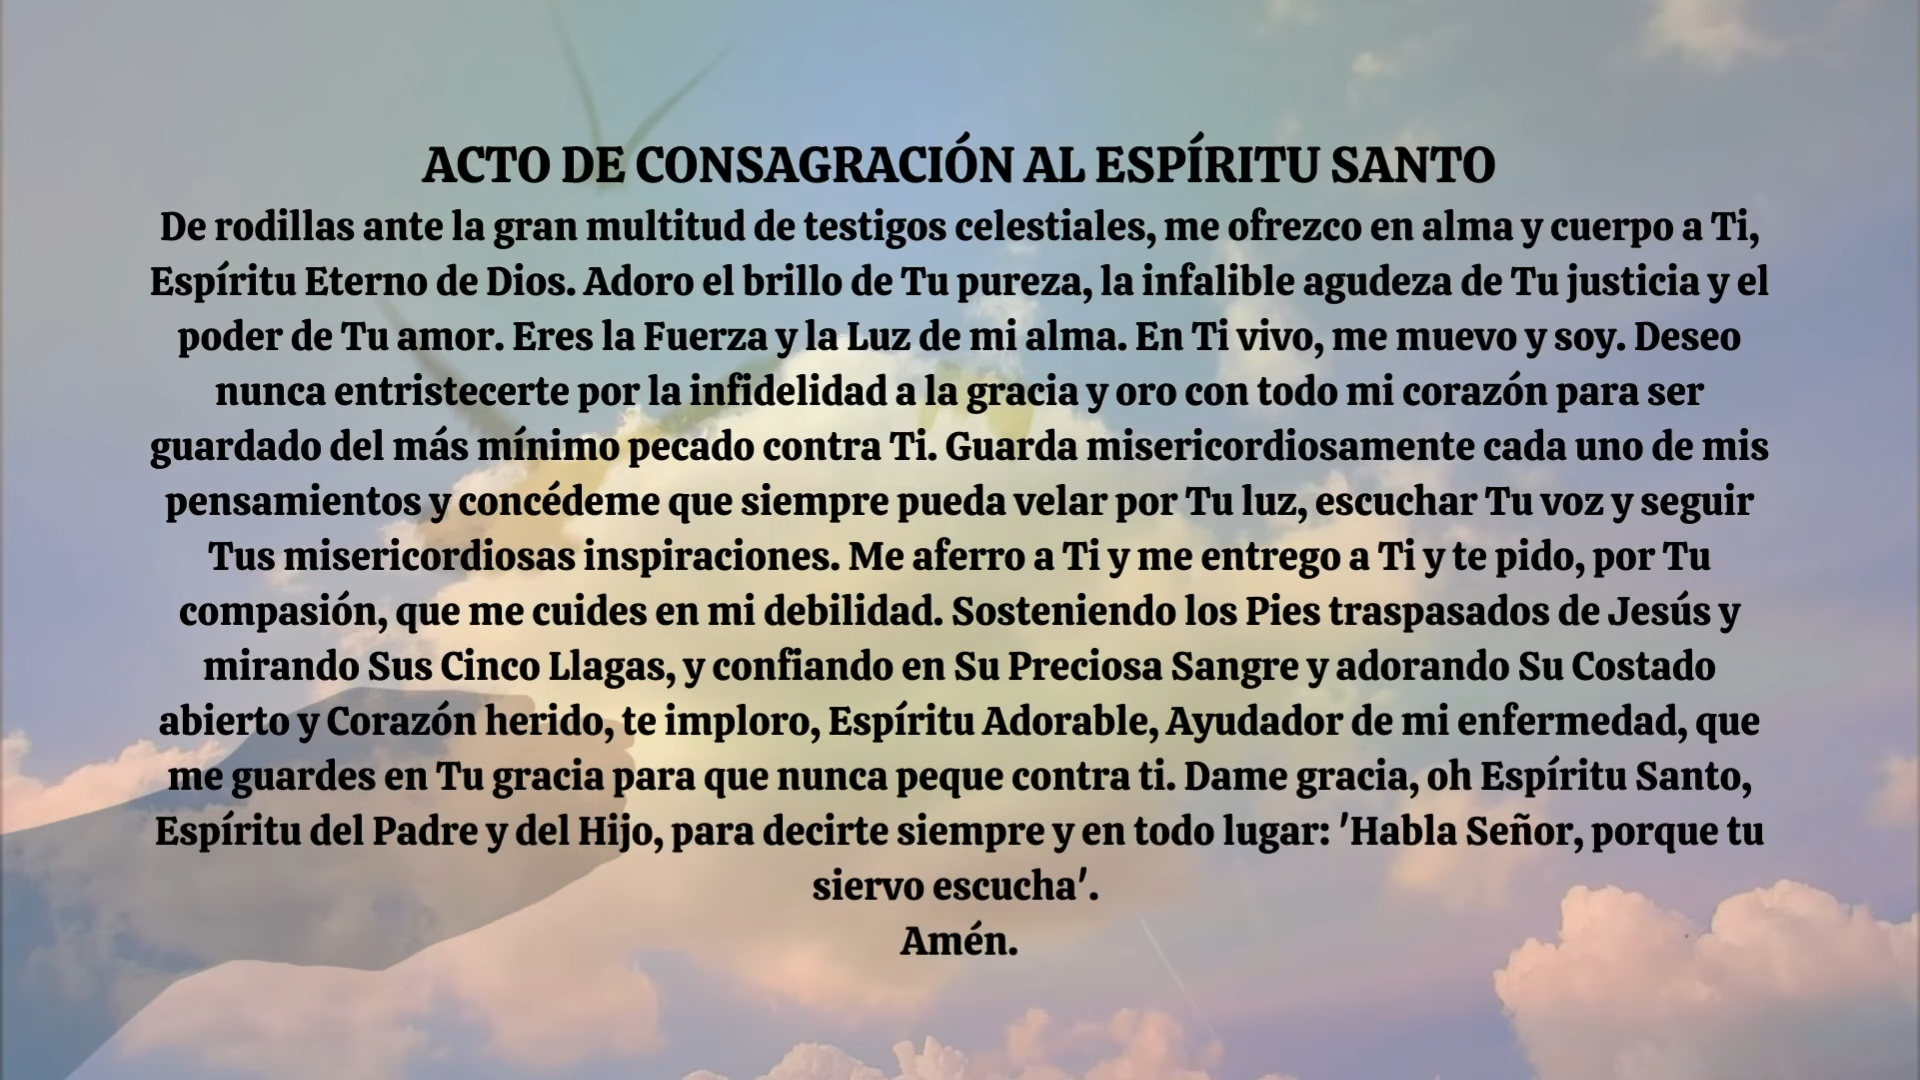 ACTO DE CONSAGRACIÓN AL ESPÍRITU SANTO
De rodillas ante la gran multitud de testigos celestiales, me ofrezco en alma y cuerpo a Ti,
Espíritu Eterno de Dios. Adoro el brillo de Tu pureza, la infalible agudeza de Tu justicia y el
poder de Tu amor. Eres la Fuerza y la Luz de mi alma. En Ti vivo, me muevo y soy. Deseo
nunca entristecerte por la infidelidad a la gracia y oro con todo mi corazón para ser
guardado del más mínimo pecado contra Ti. Guarda misericordiosamente cada uno de mis
pensamientos y concédeme que siempre pueda velar por Tu luz, escuchar Tu voz y seguir
Tus misericordiosas inspiraciones. Me aferro a Ti y me entrego a Ti y te pido, por Tu
compasión, que me cuides en mi debilidad. Sosteniendo los Pies traspasados de Jesús y
mirando Sus Cinco Llagas, y confiando en Su Preciosa Sangre y adorando Su Costado
abierto y Corazón herido, te imploro, Espíritu Adorable, Ayudador de mi enfermedad, que
me guardes en Tu gracia para que nunca peque contra ti. Dame gracia, oh Espíritu Santo,
Espíritu del Padre y del Hijo, para decirte siempre y en todo lugar: 'Habla Señor, porque tu
siervo escucha'.
Amén.